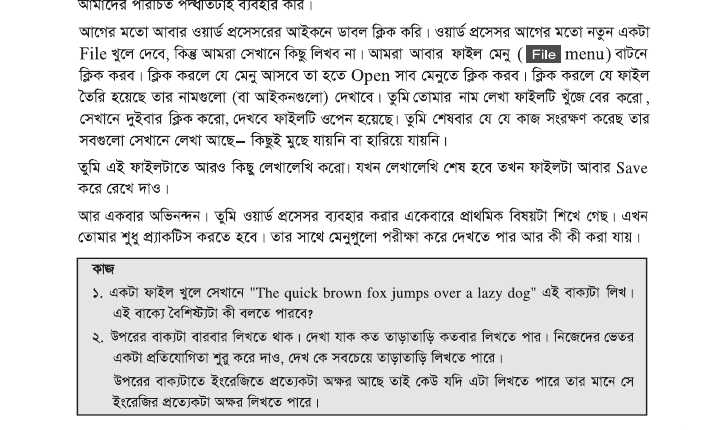 আমাদের পরিচিত পদ্ধতিটাই ব্যবহার করি।
আগের মতো আবার ওয়ার্ড প্রসেসরের আইকনে ডাবল ক্লিক করি। ওয়ার্ড প্রসেসর আগের মতো নতুন একটা
File খুলে দেবে, কিন্তু আমরা সেখানে কিছু লিখব না। আমরা আবার ফাইল মেনু ( File menu) বাটনে
ক্লিক করব। ক্লিক করলে যে মেনু আসবে তা হতে Open সাব মেনুতে ক্লিক করব। ক্লিক করলে যে ফাইল
তৈরি হয়েছে তার নামগুলো (বা আইকনগুলো) দেখাবে। তুমি তোমার নাম লেখা ফাইলটি খুঁজে বের করো,
সেখানে দুইবার ক্লিক করো, দেখবে ফাইলটি ওপেন হয়েছে। তুমি শেষবার যে যে কাজ সংরক্ষণ করেছ তার
সবগুলো সেখানে লেখা আছে– কিছুই মুছে যায়নি বা হারিয়ে যায়নি।
তুমি এই ফাইলটাতে আরও কিছু লেখালেখি করো। যখন লেখালেখি শেষ হবে তখন ফাইলটা আবার Save
করে রেখে দাও।
আর একবার অভিনন্দন। তুমি ওয়ার্ড প্রসেসর ব্যবহার করার একেবারে প্রাথমিক বিষয়টা শিখে গেছ। এখন
তোমার শুধু প্র্যাকটিস করতে হবে। তার সাথে মেনুগুলো পরীক্ষা করে দেখতে পার আর কী কী করা যায়।
কাজ
১. একটা ফাইল খুলে সেখানে "The quick brown fox jumps over a lazy dog" এই বাক্যটা লিখ।
এই বাক্যে বৈশিষ্ট্যটা কী বলতে পারবে?
২. উপরের বাক্যটা বারবার লিখতে থাক। দেখা যাক কত তাড়াতাড়ি কতবার লিখতে পার। নিজেদের ভেতর
একটা প্রতিযোগিতা শুরু করে দাও, দেখ কে সবচেয়ে তাড়াতাড়ি লিখতে পারে।
উপরের বাক্যটাতে ইংরেজিতে প্রত্যেকটা অক্ষর আছে তাই কেউ যদি এটা লিখতে পারে তার মানে সে
ইংরেজির প্রত্যেকটা অক্ষর লিখতে পারে।